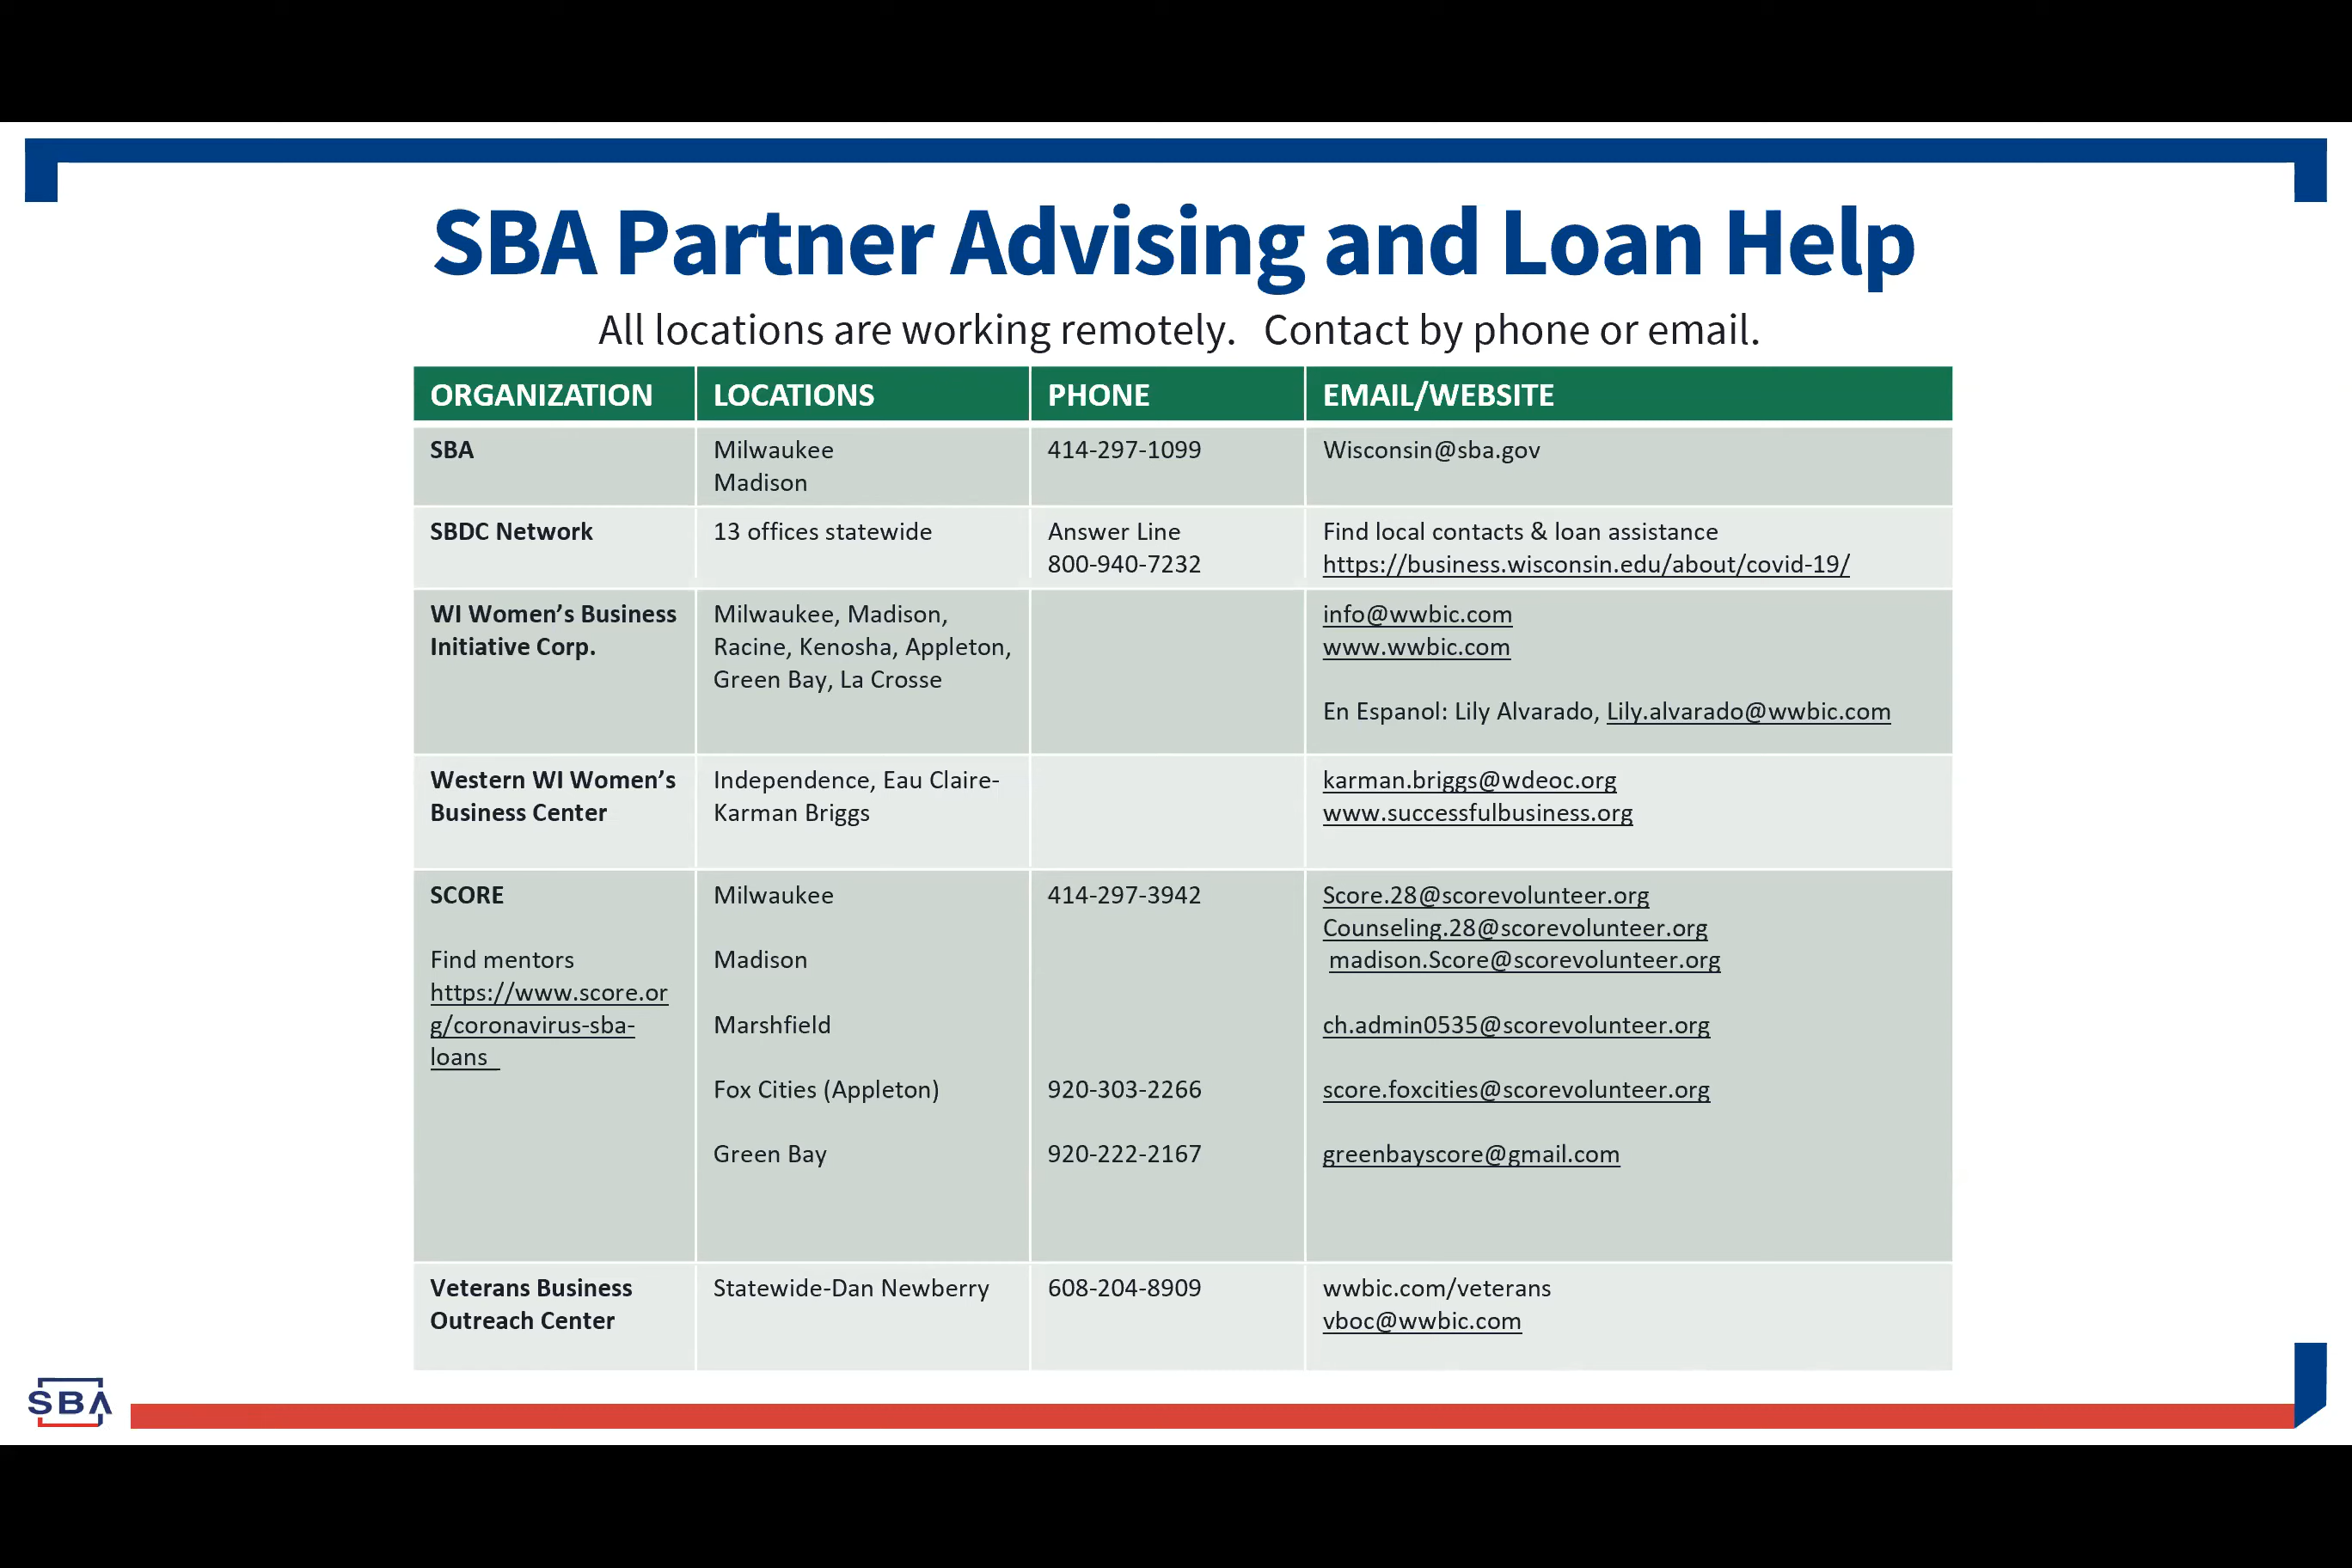 SBA Partner Advising and Loan Help
All locations are working remotely.   Contact by phone or email.
ORGANIZATION LOCATIONS PHONE EMAIL/WEBSITE
SBA
Milwaukee
Madison
414-297-1099
Wisconsin@sba.gov
SBDC Network
13 offices statewide
Answer Line
800-940-7232
Find local contacts & loan assistance
https://business.wisconsin.edu/about/covid-19/
WI Women’s Business
Initiative Corp.
Milwaukee, Madison,
Racine, Kenosha, Appleton,
Green Bay, La Crosse
info@wwbic.com
www.wwbic.com
En Espanol: Lily Alvarado, Lily.alvarado@wwbic.com
Western WI Women’s
Business Center
Independence, Eau Claire-
Karman Briggs
karman.briggs@wdeoc.org
www.successfulbusiness.org
SCORE
Find mentors
https://www.score.or
g/coronavirus-sba-
loans
Milwaukee
414-297-3942
Score.28@scorevolunteer.org
Counseling.28@scorevolunteer.org
Madison
madison.Score@scorevolunteer.org
Marshfield
ch.admin0535@scorevolunteer.org
Fox Cities (Appleton)
920-303-2266
score.foxcities@scorevolunteer.org
Green Bay
920-222-2167
greenbayscore@gmail.com
Veterans Business
Outreach Center
Statewide-Dan Newberry
608-204-8909
wwbic.com/veterans
vboc@wwbic.com
SBA